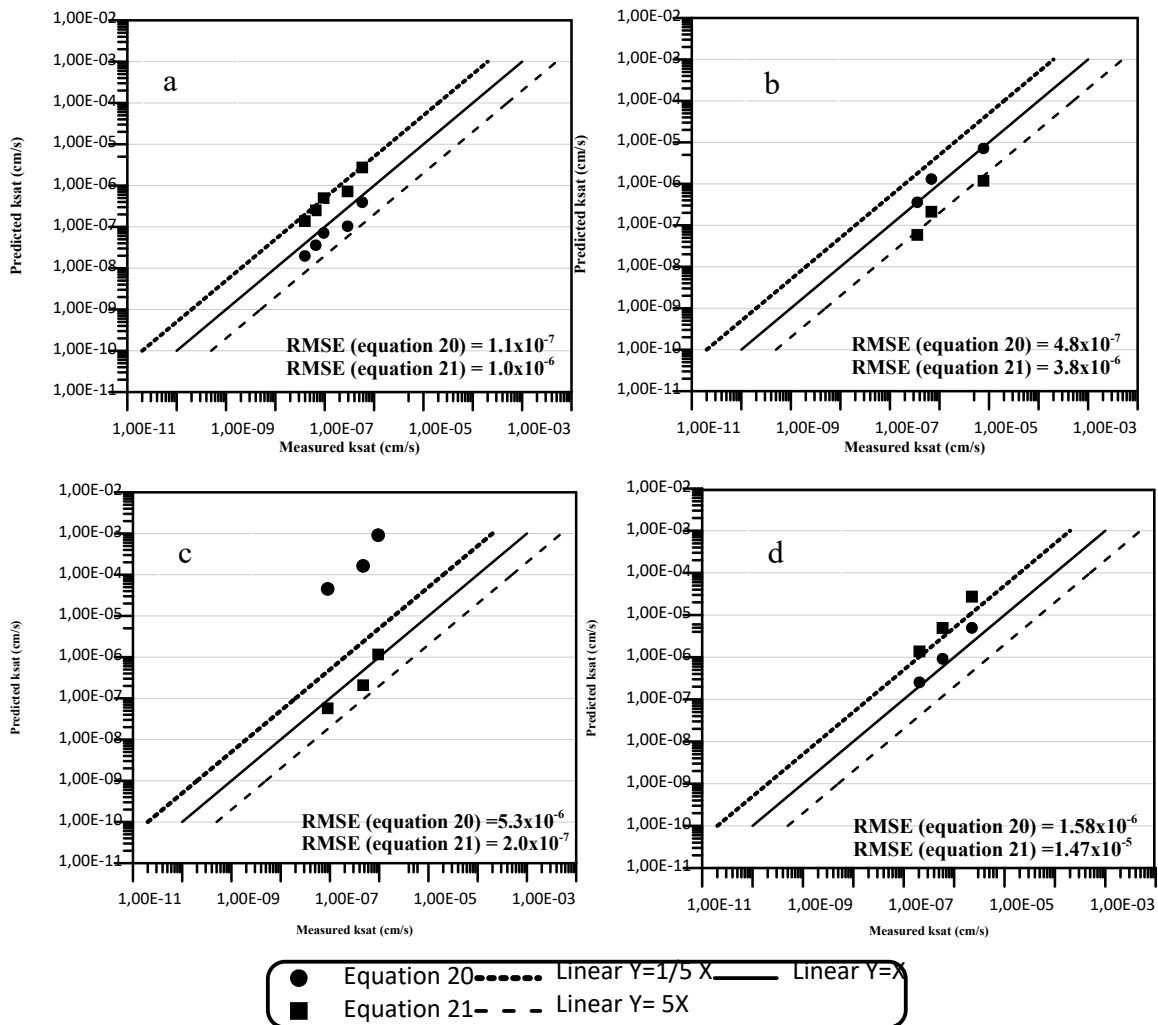 1,00E-02
1,00E-03
1,00E-04
1,00E-05
1,00E-06
1,00E-07
1,00E-08
1,00E-09
1,00E-10
1,00E-11
Predicted ksat (cm/s)
a
RMSE (equation 20) = 1.1x10-7
RMSE (equation 21) = 1.0x10-6
1,00E-11 1,00E-09 1,00E-07 1,00E-05 1,00E-03
Measured ksat (cm/s)
1,00E-02
1,00E-03
1,00E-04
1,00E-05
1,00E-06
1,00E-07
1,00E-08
1,00E-09
1,00E-10
1,00E-11
Predicted ksat (cm/s)
b
RMSE (equation 20) = 4.8x10-7
RMSE (equation 21) = 3.8x10-6
1,00E-11 1,00E-09 1,00E-07 1,00E-05 1,00E-03
Measured ksat (cm/s)
1,00E-02
1,00E-03
1,00E-04
1,00E-05
1,00E-06
1,00E-07
1,00E-08
1,00E-09
1,00E-10
1,00E-11
Predicted ksat (cm/s)
c
RMSE (equation 20) =5.3x10-6
RMSE (equation 21) = 2.0x10-7
1,00E-11 1,00E-09 1,00E-07 1,00E-05 1,00E-03
Measured ksat (cm/s)
1,00E-02
1,00E-03
1,00E-04
1,00E-05
1,00E-06
1,00E-07
1,00E-08
1,00E-09
1,00E-10
1,00E-11
Predicted ksat (cm/s)
d
RMSE (equation 20) = 1.58x10-6
RMSE (equation 21) =1.47x10-5
1,00E-11 1,00E-09 1,00E-07 1,00E-05 1,00E-03
Measured ksat (cm/s)
Equation 20 Linear Y=1/5 X Linear Y=X
Equation 21 Linear Y= 5X